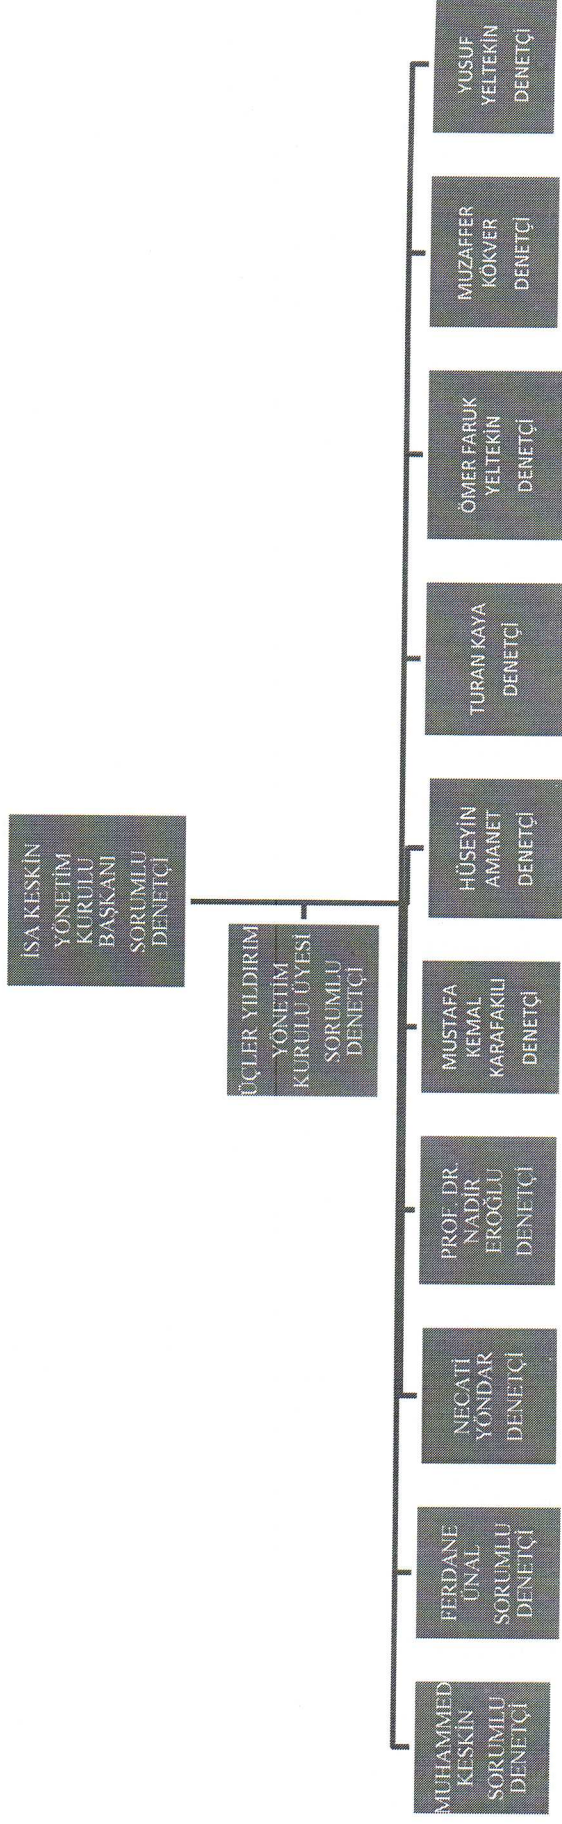 İSA KESKİN
YÖNETİM
KURULU
BAŞKANI
SORUMLU
DENETÇİ
ÜÇLER YILDIRIM
YÖNETİM
KURULU ÜYESİ
SORUMLU
DENETÇİ
MUHAMMED
KESKİN
SORUMLU
DENETÇİ
FERDANE
ÜNAL
SORUMLU
DENETÇİ
NECATİ
YÖNDAR
DENETÇİ
PROF. DR.
NADİR
EROĞLU
DENETÇİ
MUSTAFA
KEMAL
KARAFAKILI
DENETÇİ
HÜSEYİN
AMANET
DENETÇİ
TURAN KAYA
DENETÇİ
ÖMER FARUK
YELTEKİN
DENETÇİ
MUZAFFER
KÖKVER
DENETÇİ
YUSUF
YELTEKİN
DENETÇİ